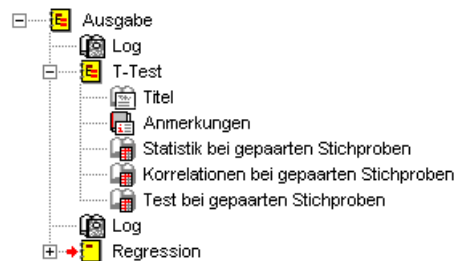 Ausgabe
Log
T-Test
Titel
Anmerkungen
Statistik bei gepaarten Stichproben
Korrelationen bei gepaarten Stichproben
Test bei gepaarten Stichproben
Log
Regression